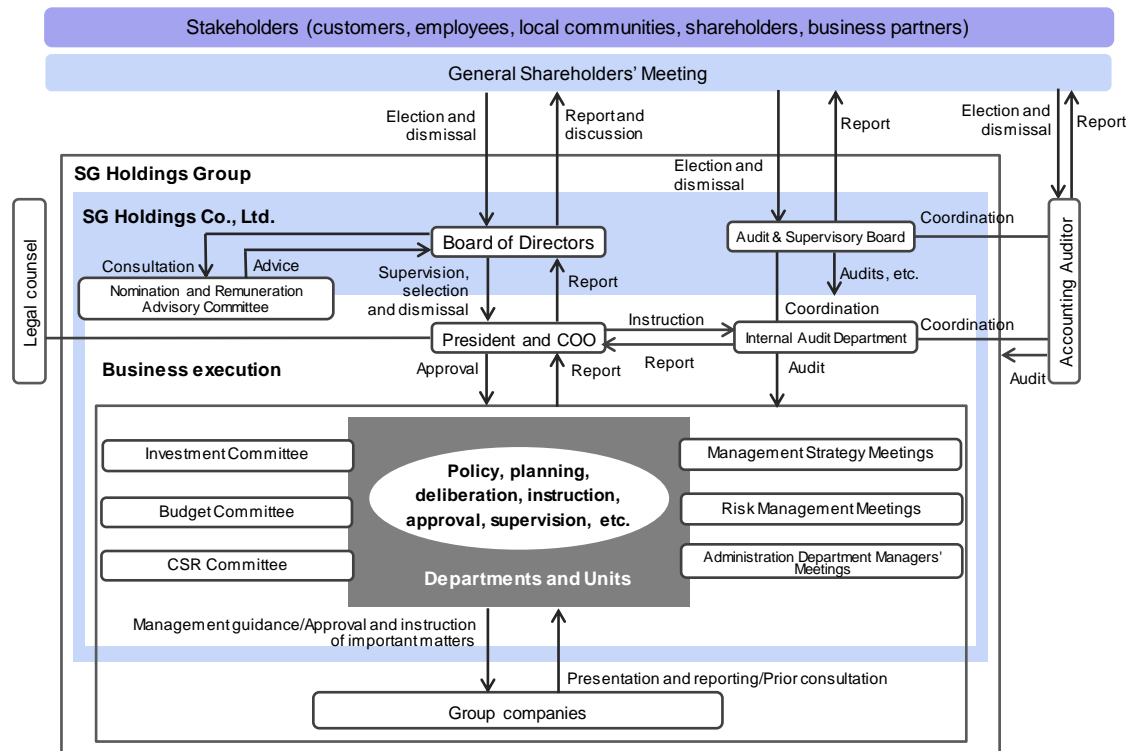 Stakeholders (customers, employees, local communities, shareholders, business partners)
General Shareholders' Meeting
Election and
dismissal
Report and
discussion
Election and
dismissal
Report
Election and
dismissal
Report
SG Holdings Group
SG Holdings Co., Ltd.
Legal counsel
Board of Directors
Audit & Supervisory Board
Coordination
Accounting Auditor
Consultation
Advice
Nomination and Remuneration
Advisory Committee
Supervision,
selection
and dismissal
Report
Audits, etc.
Coordination
President and COO
Instruction
Report
Internal Audit Department
Coordination
Audit
Business execution
Approval
Report
Audit
Investment Committee
Budget Committee
CSR Committee
Policy, planning,
deliberation, instruction,
approval, supervision, etc.
Departments and Units
Management Strategy Meetings
Risk Management Meetings
Administration Department Managers'
Meetings
Management guidance/Approval and instruction
of important matters
Presentation and reporting/Prior consultation
Group companies